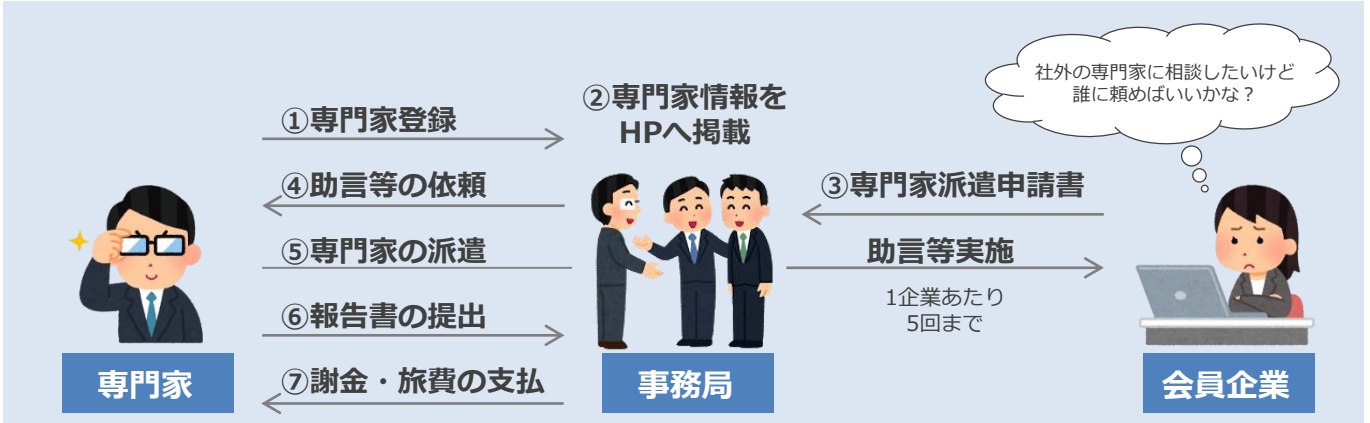 社外の専門家に相談したいけど
誰に頼めばいいかな？
①専門家登録
②専門家情報を
HPへ掲載
③専門家派遣申請書
④助言等の依頼
⑤専門家の派遣
助言等実施
1企業あたり
5回まで
⑥報告書の提出
⑦謝金・旅費の支払
専門家
事務局
会員企業